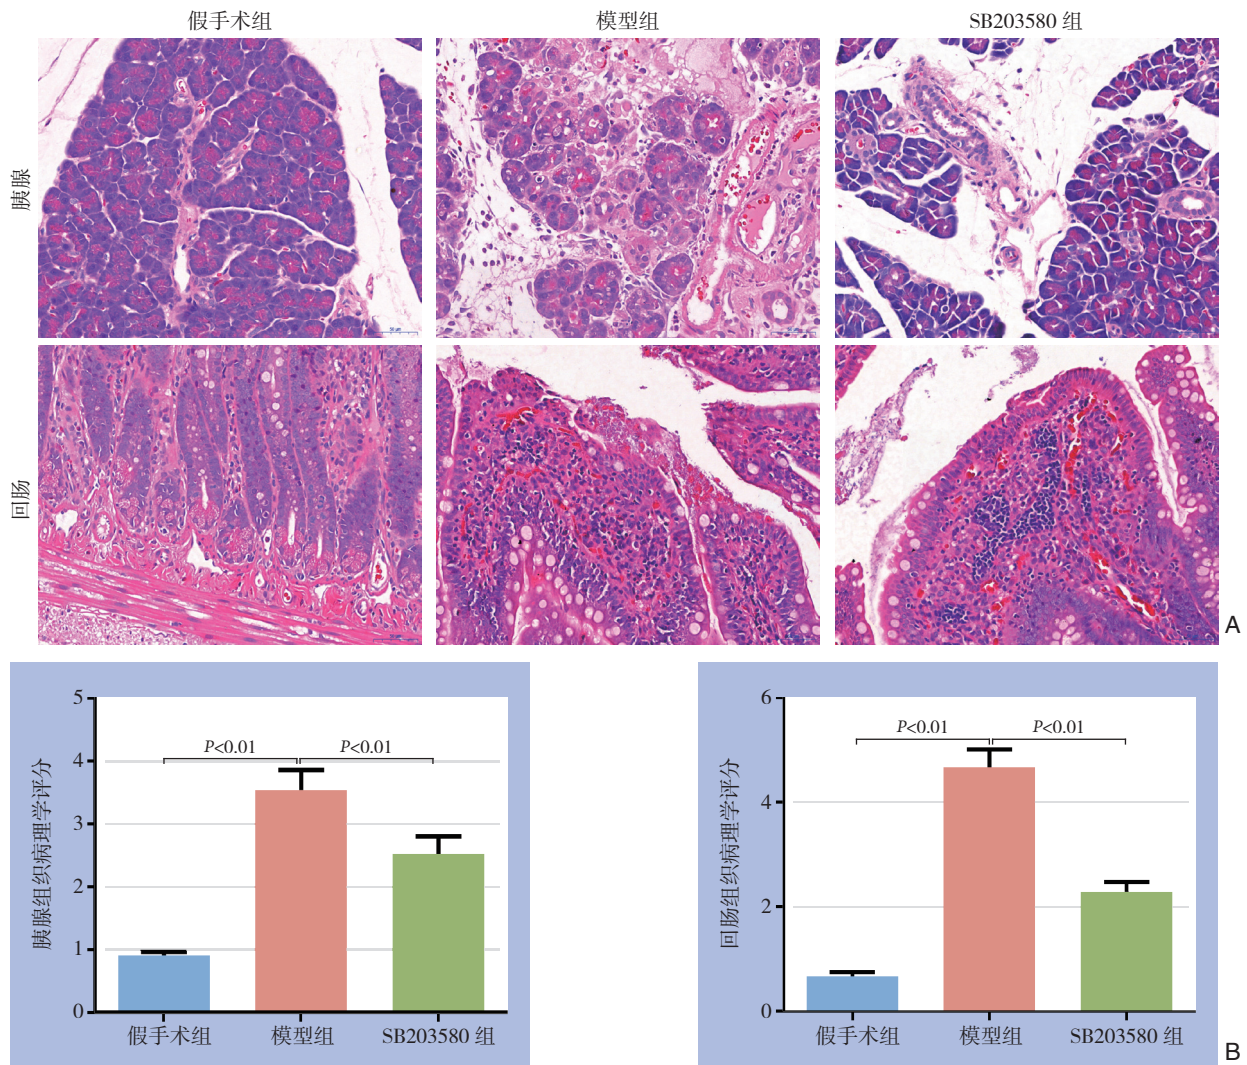 假手术组
模型组
SB203580 组
胰腺
回肠
A
胰腺组织病理学评分
5
4
3
2
1
0
P<0.01
P<0.01
假手术组
模型组
SB203580 组
回肠组织病理学评分
6
4
2
0
P<0.01
P<0.01
假手术组
模型组
SB203580 组
B